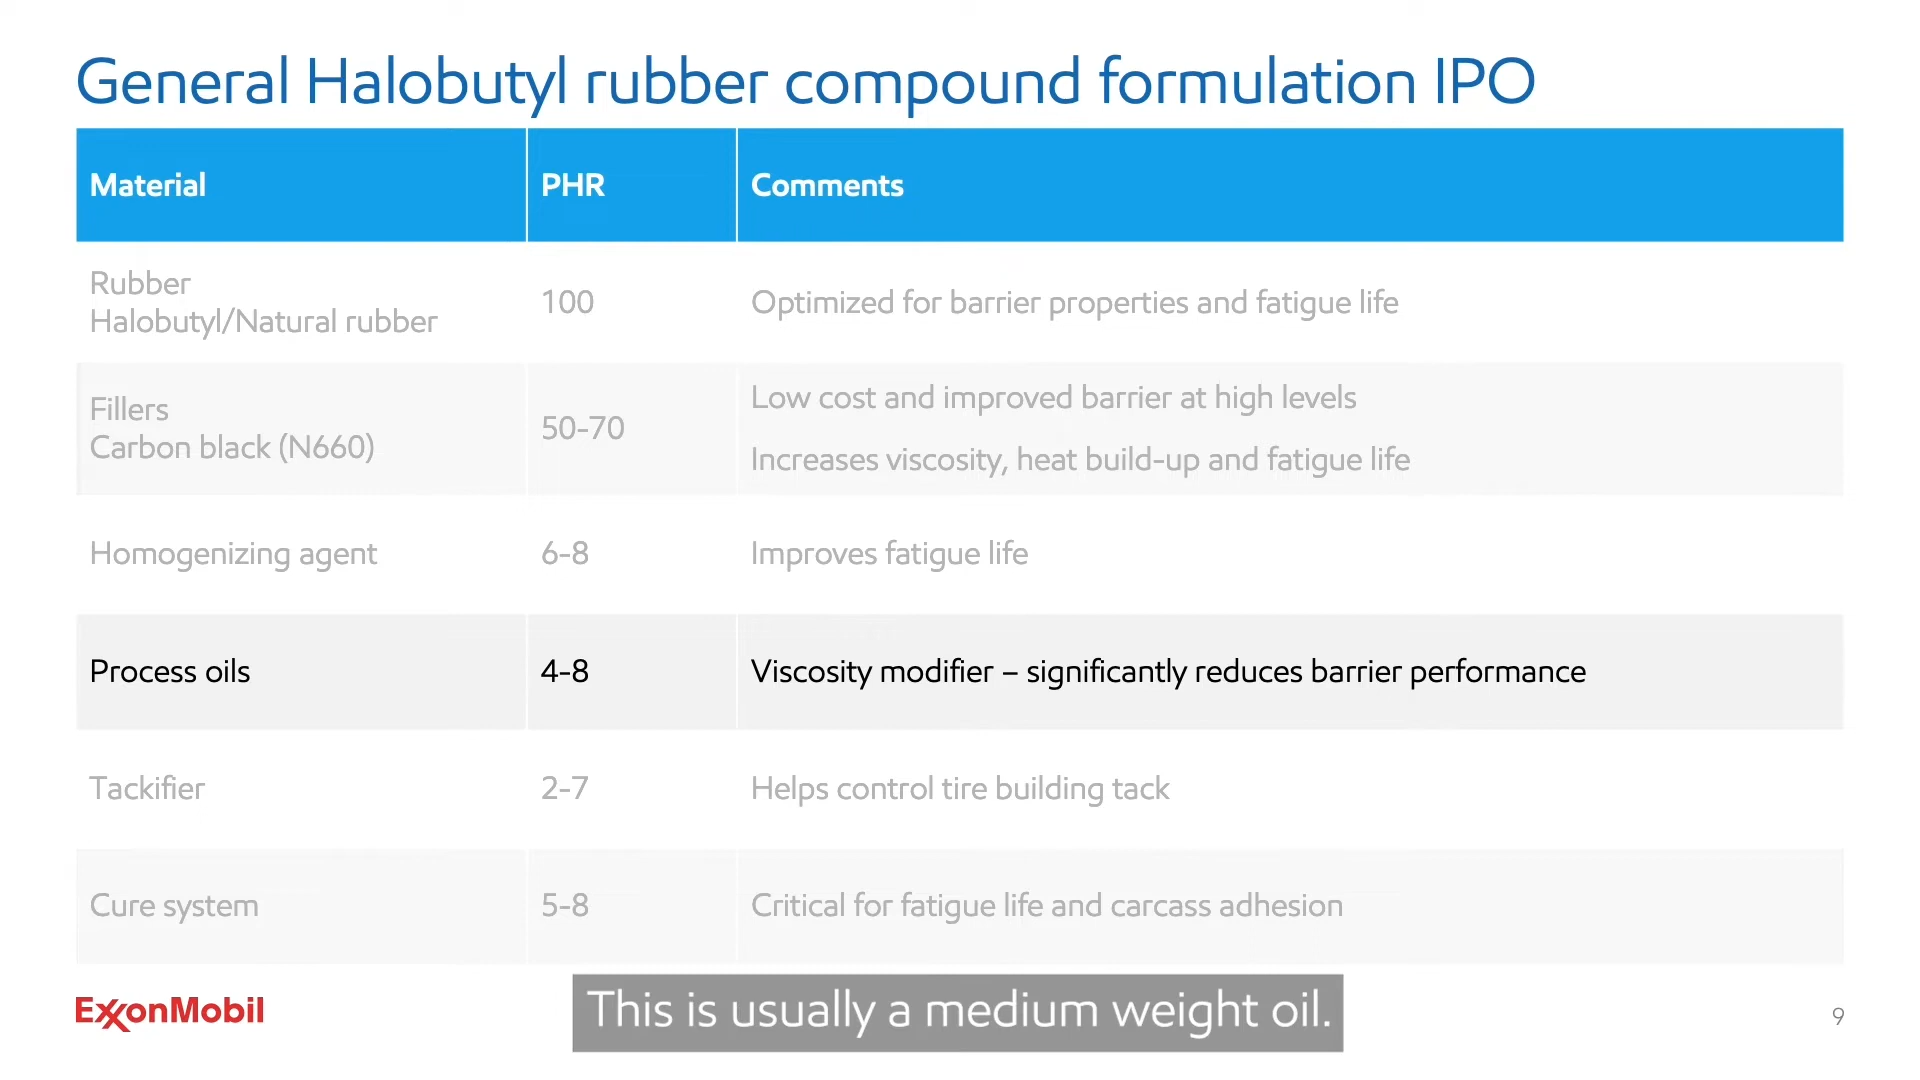 General Halobutyl rubber compound formulation IPO
Material
PHR
Comments
Rubber
Halobutyl/Natural rubber
100
Optimized for barrier properties and fatigue life
Fillers
Carbon black (N660)
50-70
Low cost and improved barrier at high levels
Increases viscosity, heat build-up and fatigue life
Homogenizing agent
6-8
Improves fatigue life
Process oils
4-8
Viscosity modifier – significantly reduces barrier performance
Tackifier
2-7
Helps control tire building tack
Cure system
5-8
Critical for fatigue life and carcass adhesion
ExxonMobil
This is usually a medium weight oil.
9